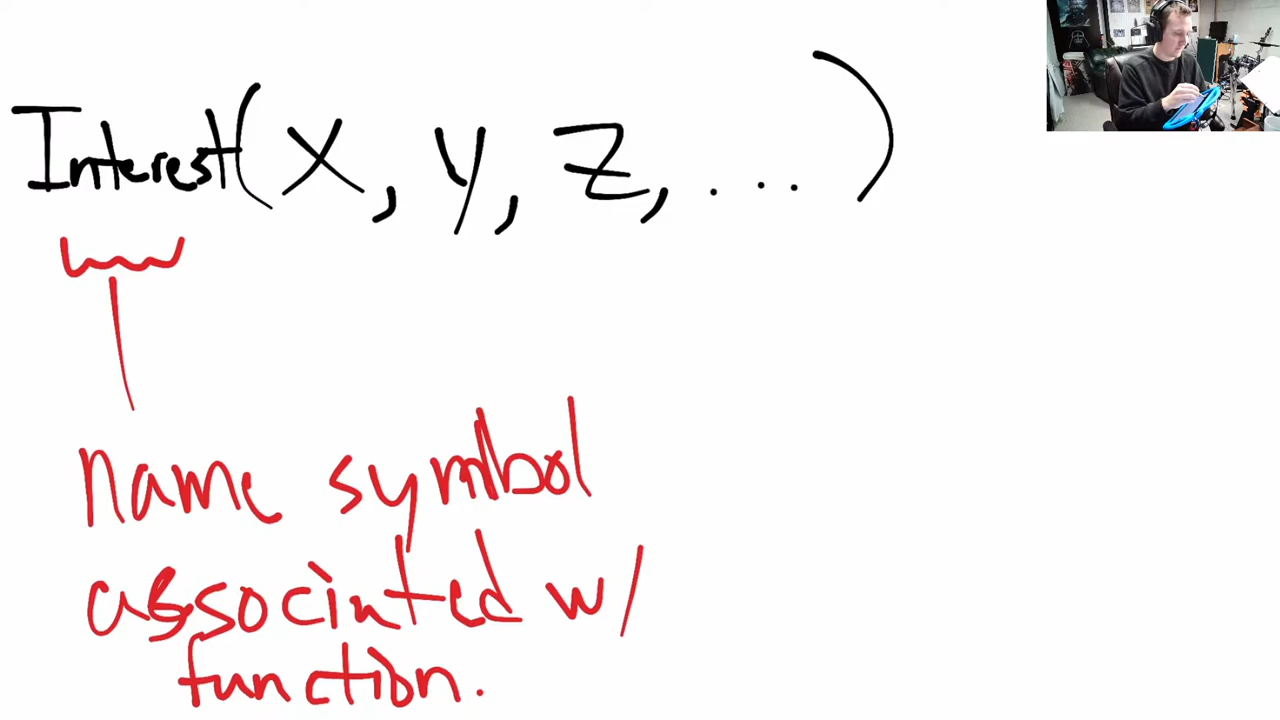 Interest(x, y, z, ....)
name symbol
associated w/
function.